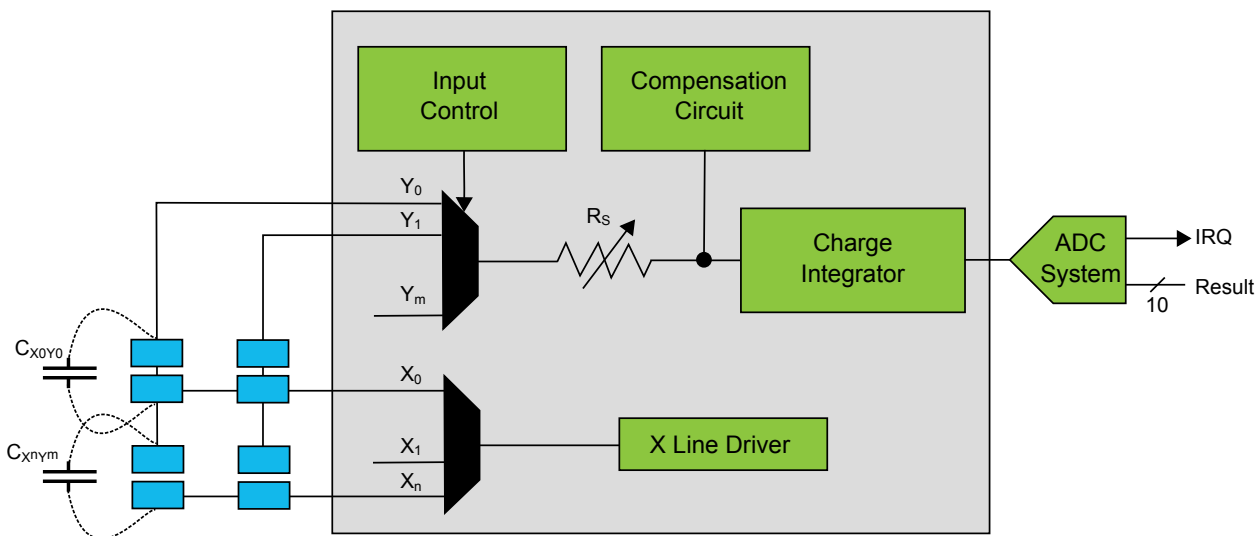 Input
Control
Compensation
Circuit
Y0
Y1
Ym
RS
Charge
Integrator
ADC
System
IRQ
Result
10
CX0Y0
CXnYm
X0
X1
Xn
X Line Driver